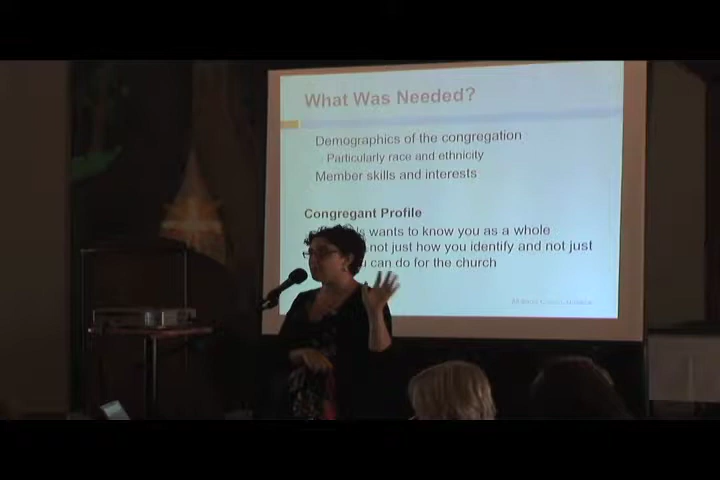 What Was Needed?
Demographics of the congregation
Particularly race and ethnicity
Member skills and interests
Congregant Profile
wants to know you as a whole
not just how you identify and not just
can do for the church